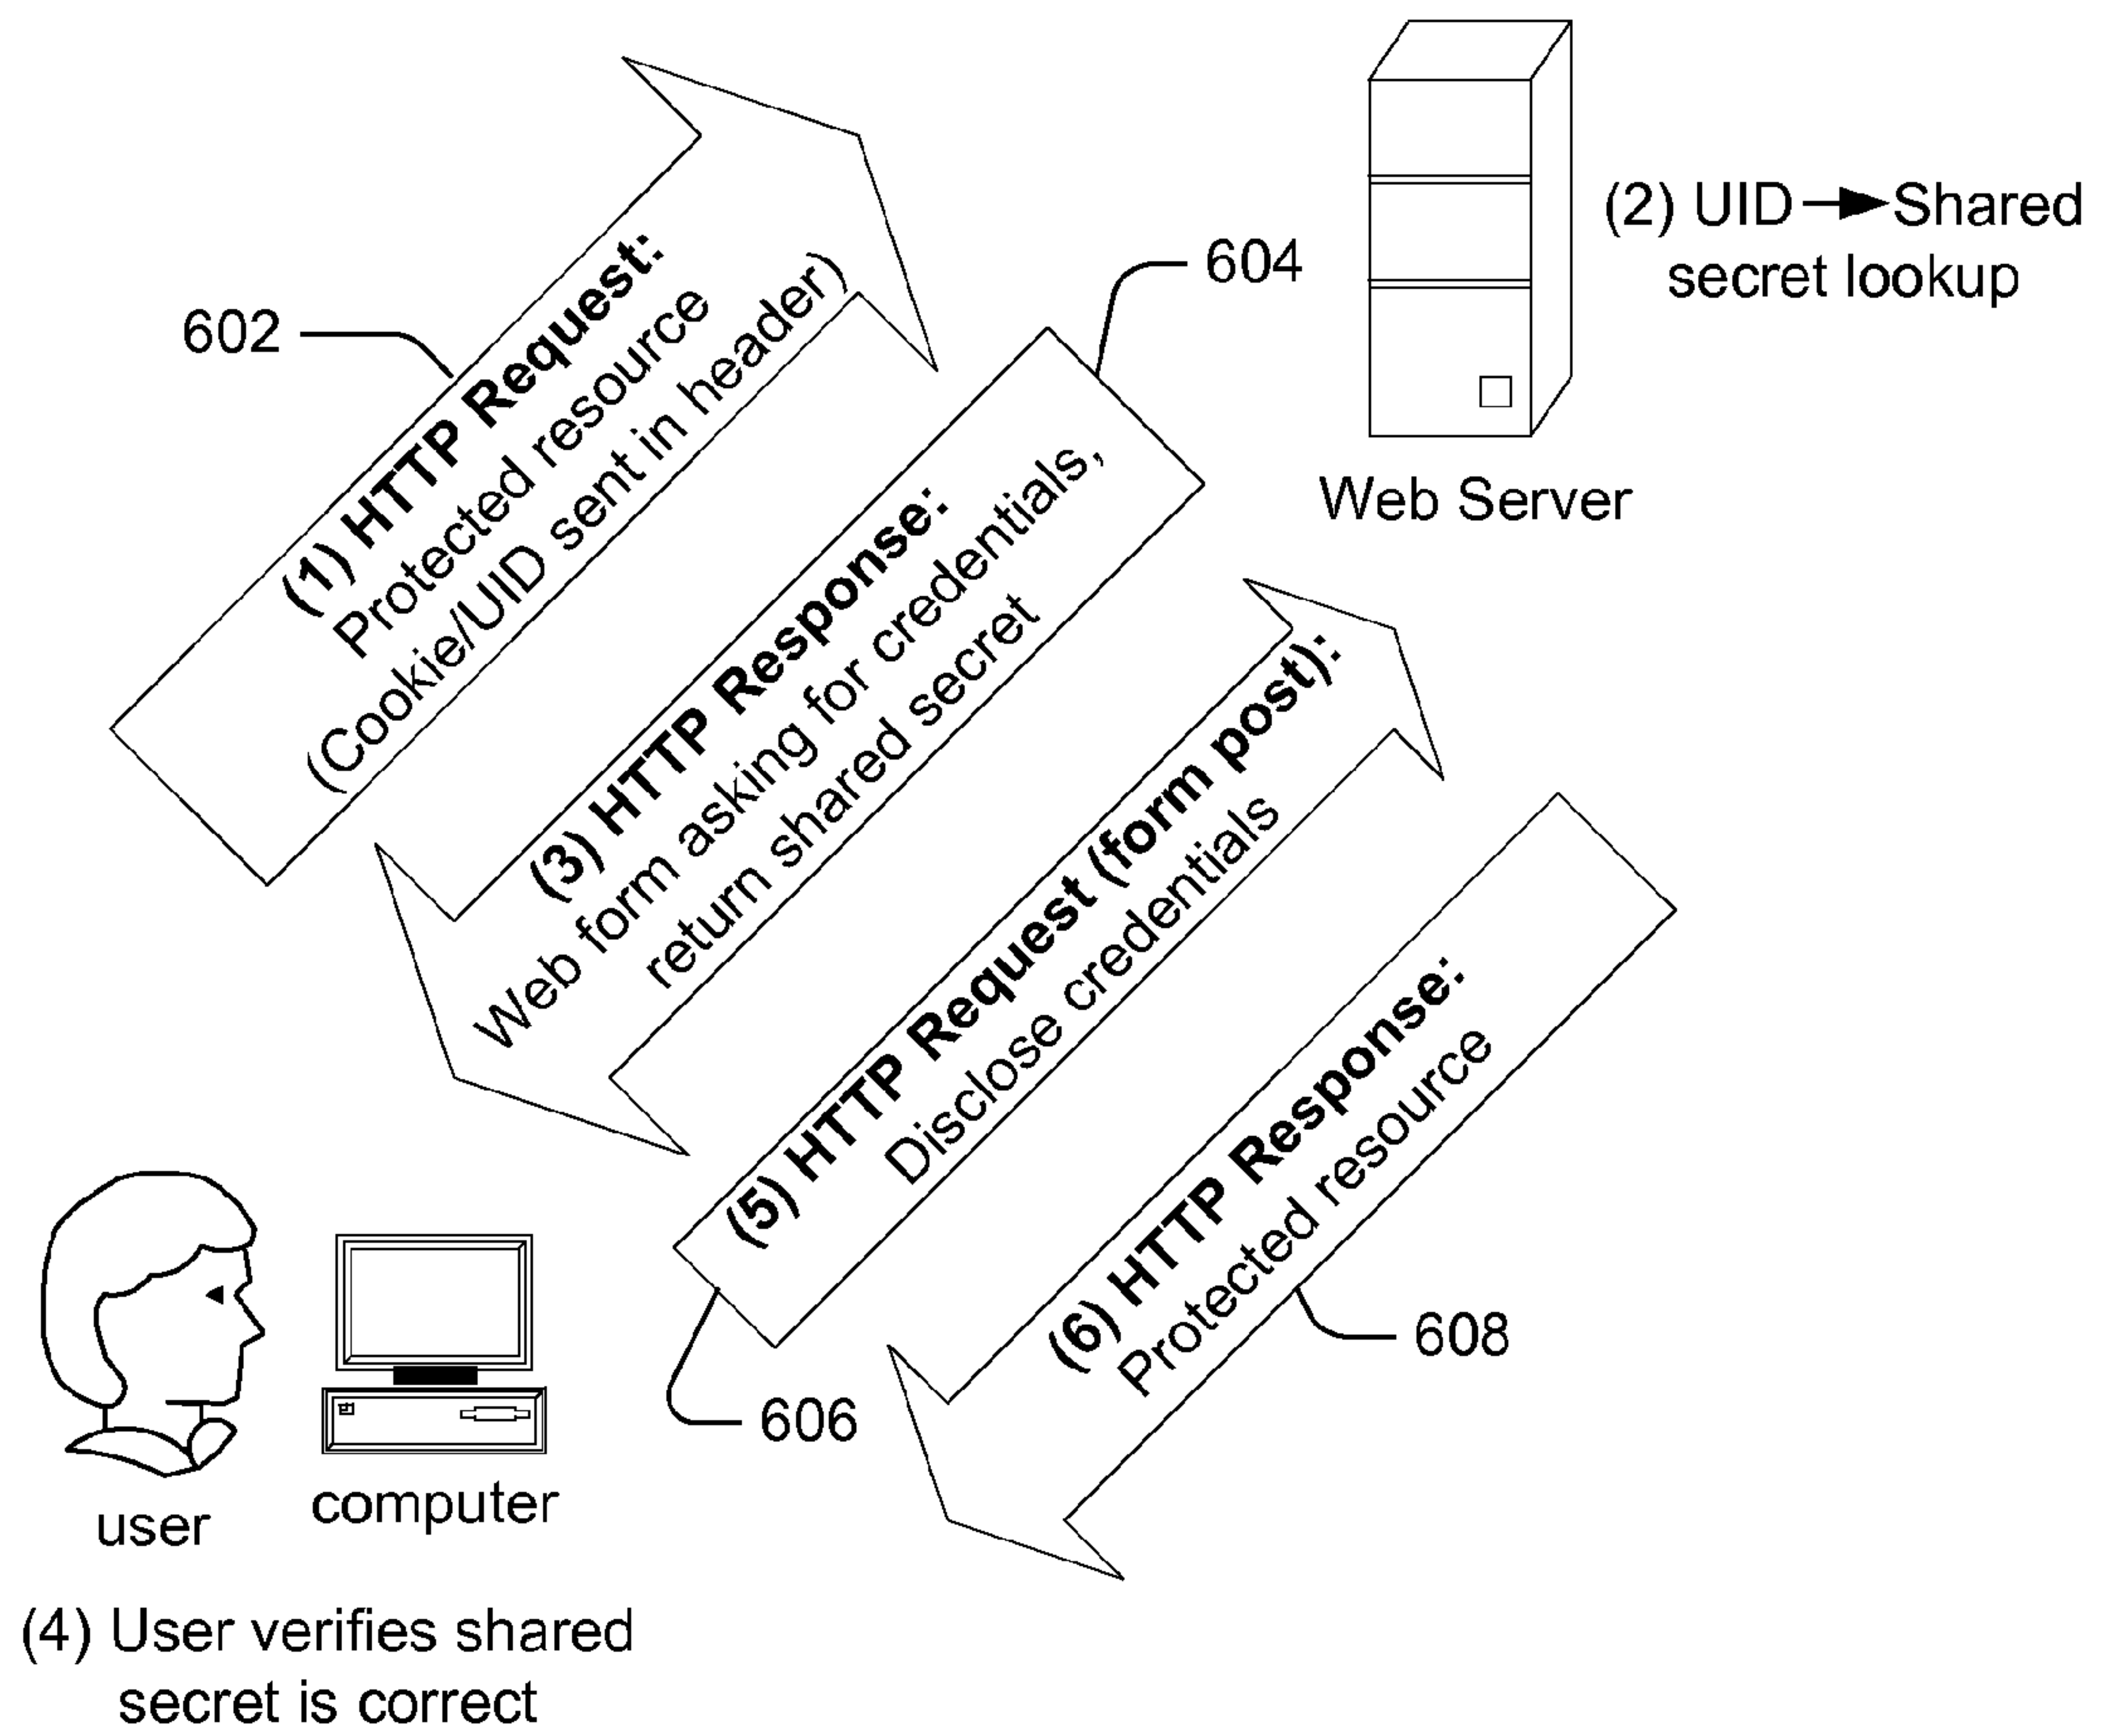 602
(1) HTTP Request:
Protected resource
(Cookie/UID sent in header)
604
(2) UID → Shared
secret lookup
Web Server
(3) HTTP Response:
Web form asking for credentials,
return shared secret
(5) HTTP Request (form post):
Disclose credentials
606
(6) HTTP Response:
Protected resource
608
user
computer
(4) User verifies shared
secret is correct